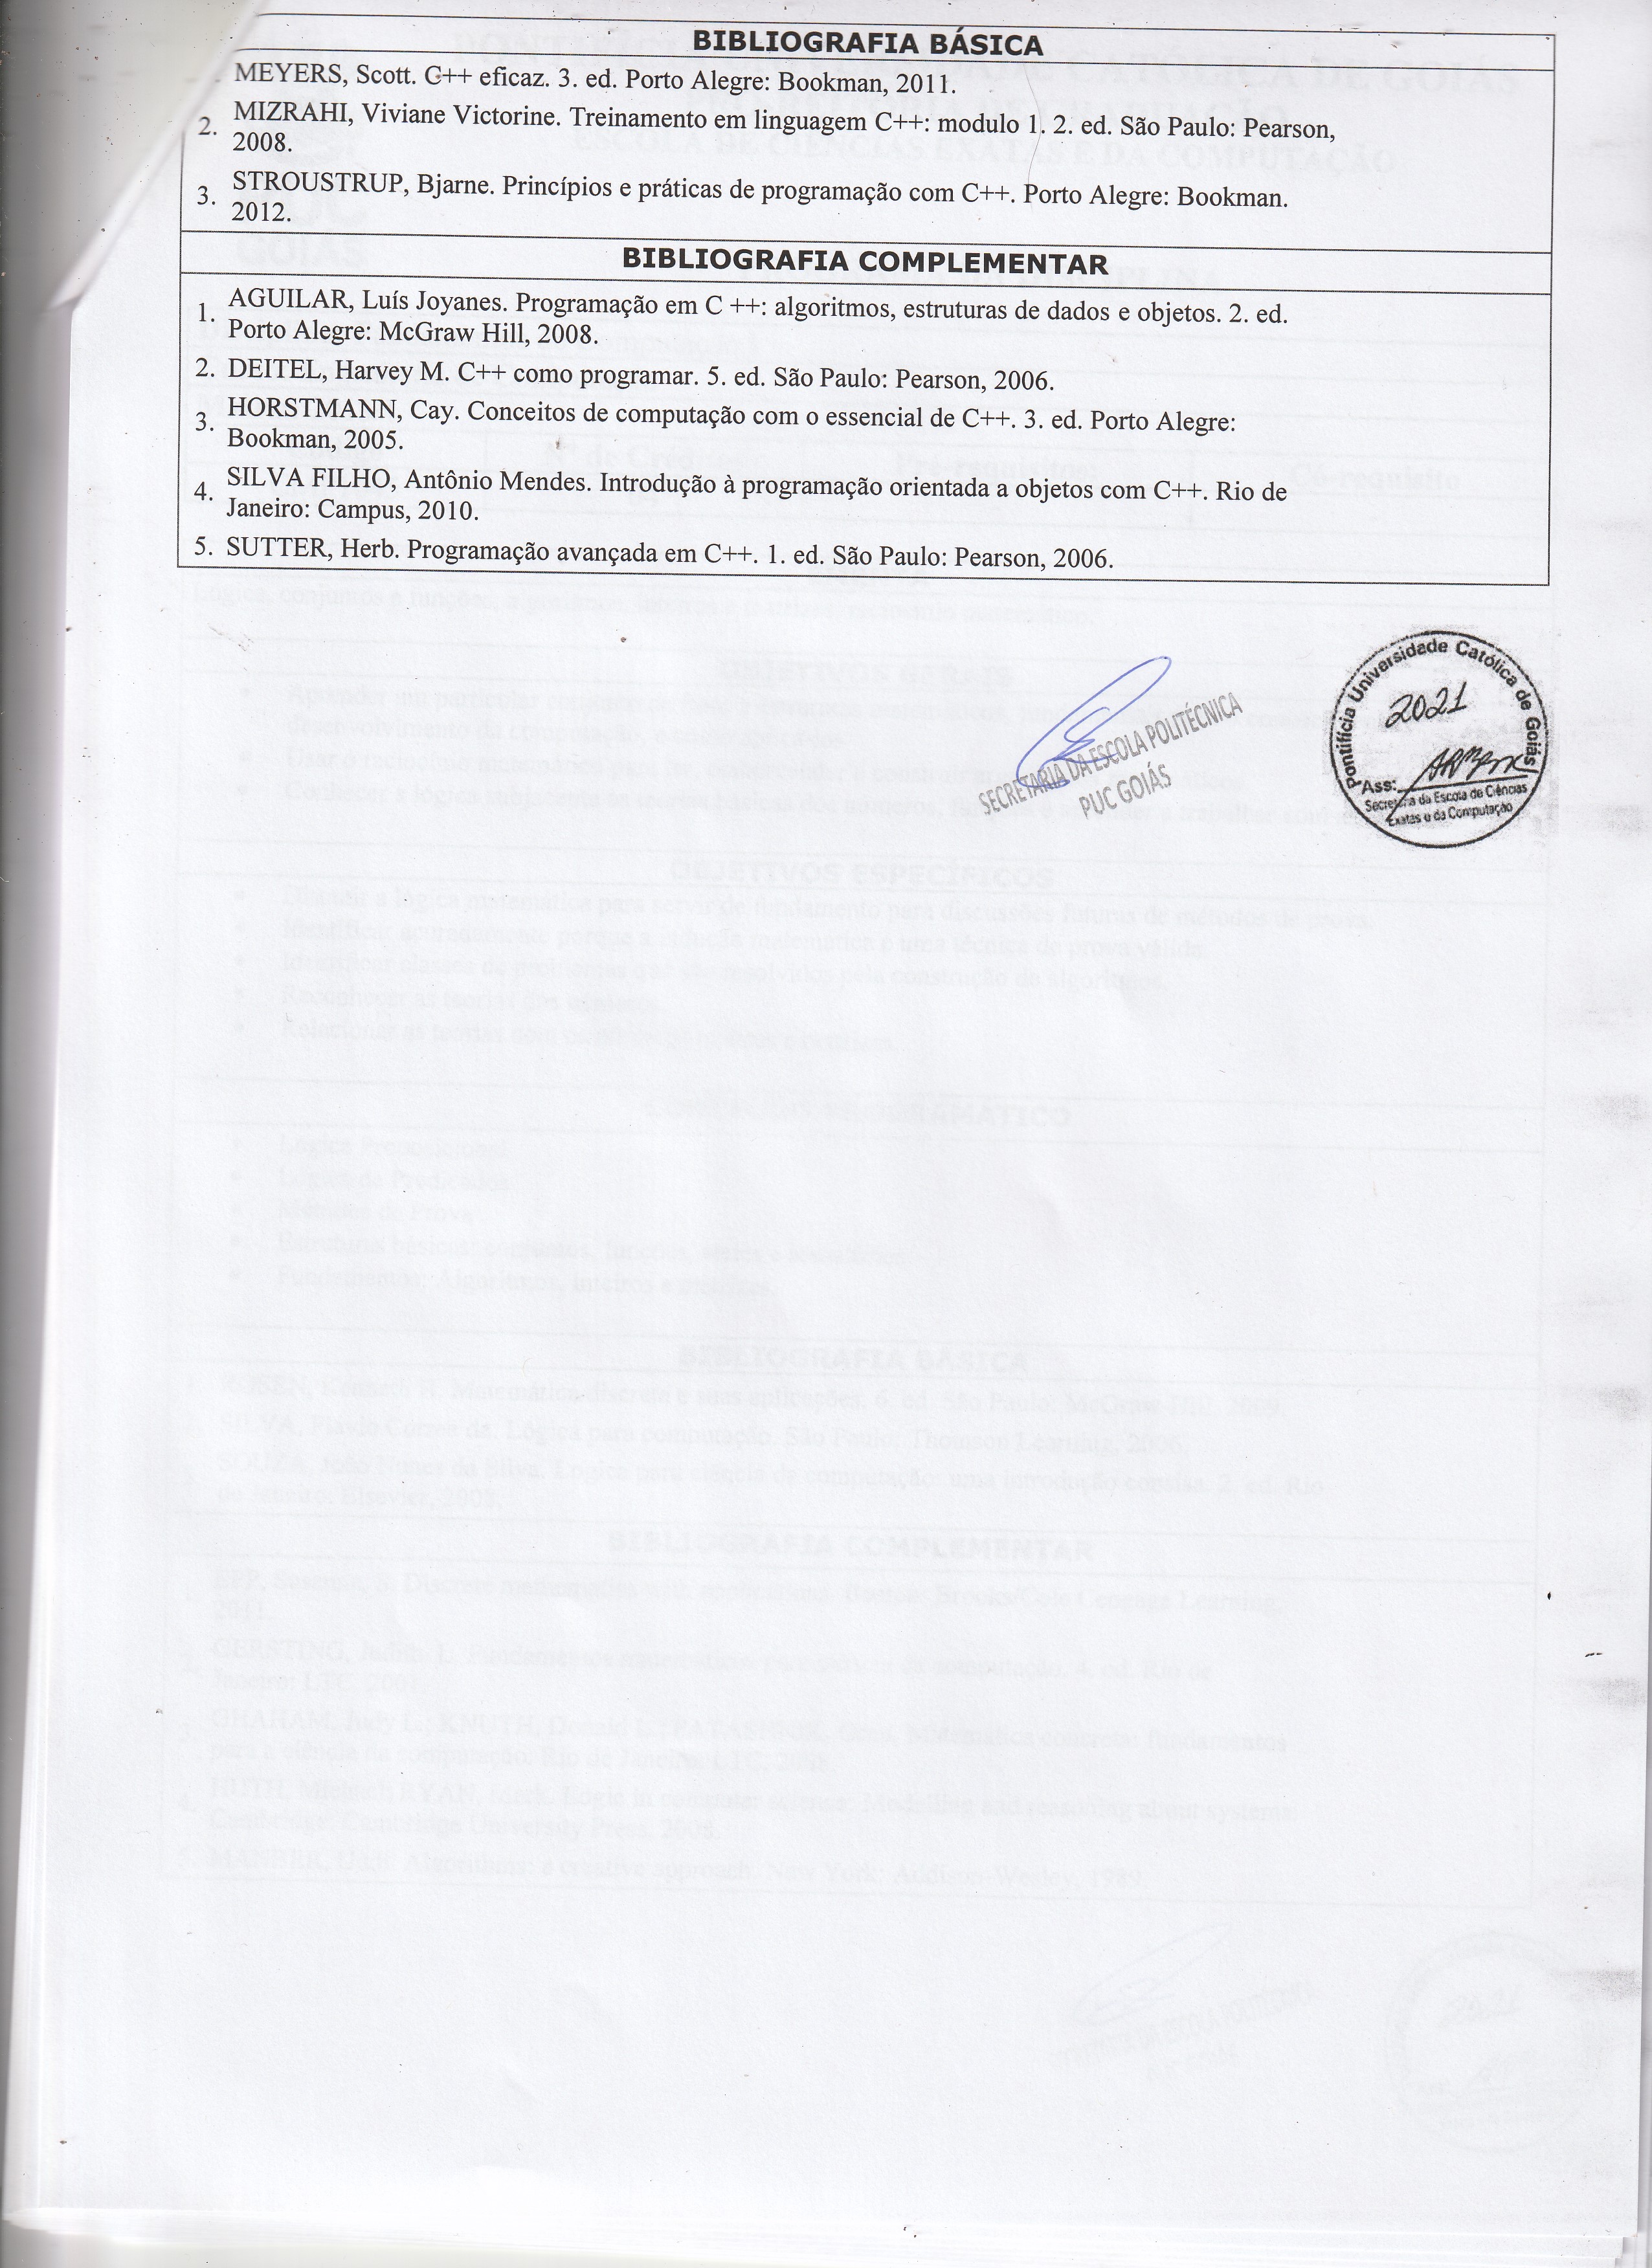 BIBLIOGRAFIA BÁSICA
MEYERS, Scott. C++ eficaz. 3. ed. Porto Alegre: Bookman, 2011.
2. MIZRAHI, Viviane Victorine. Treinamento em linguagem C++: modulo 1. 2. ed. São Paulo: Pearson,
2008.
3. STROUSTRUP, Bjarne. Princípios e práticas de programação com C++. Porto Alegre: Bookman.
2012.
BIBLIOGRAFIA COMPLEMENTAR
1. AGUILAR, Luís Joyanes. Programação em C ++: algoritmos, estruturas de dados e objetos. 2. ed.
Porto Alegre: McGraw Hill, 2008.
2. DEITEL, Harvey M. C++ como programar. 5. ed. São Paulo: Pearson, 2006.
3. HORSTMANN, Cay. Conceitos de computação com o essencial de C++. 3. ed. Porto Alegre:
Bookman, 2005.
4. SILVA FILHO, Antônio Mendes. Introdução à programação orientada a objetos com C++. Rio de
Janeiro: Campus, 2010.
5. SUTTER, Herb. Programação avançada em C++. 1. ed. São Paulo: Pearson, 2006.
SECRETARIA DA ESCOLA POLITÉCNICA
PUC GOIÁS
Pontifícia Universidade Católica de Goiás
2021
Ass:
Secretaria da Escola de Ciências
Exatas e da Computação